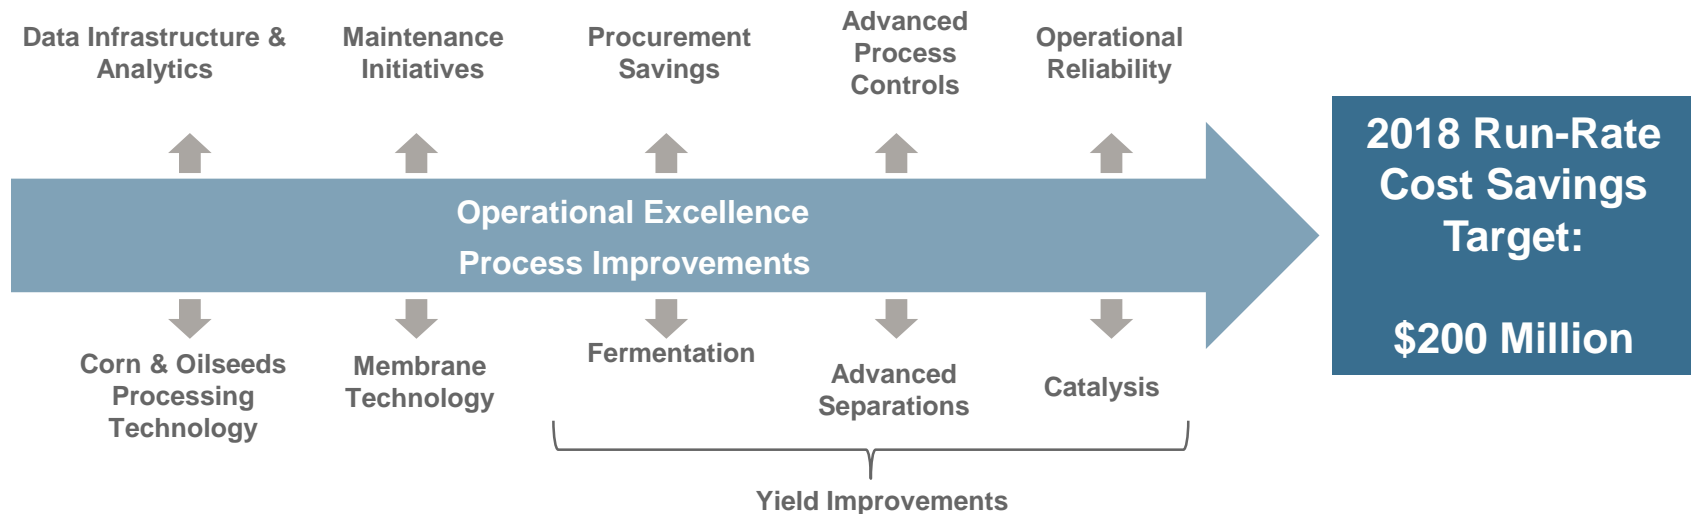 Data Infrastructure &
Analytics
Maintenance
Initiatives
Procurement
Savings
Advanced
Process
Controls
Operational
Reliability
Operational Excellence
Process Improvements
2018 Run-Rate
Cost Savings
Target:
$200 Million
Corn & Oilseeds
Processing
Technology
Membrane
Technology
Fermentation
Advanced
Separations
Catalysis
Yield Improvements